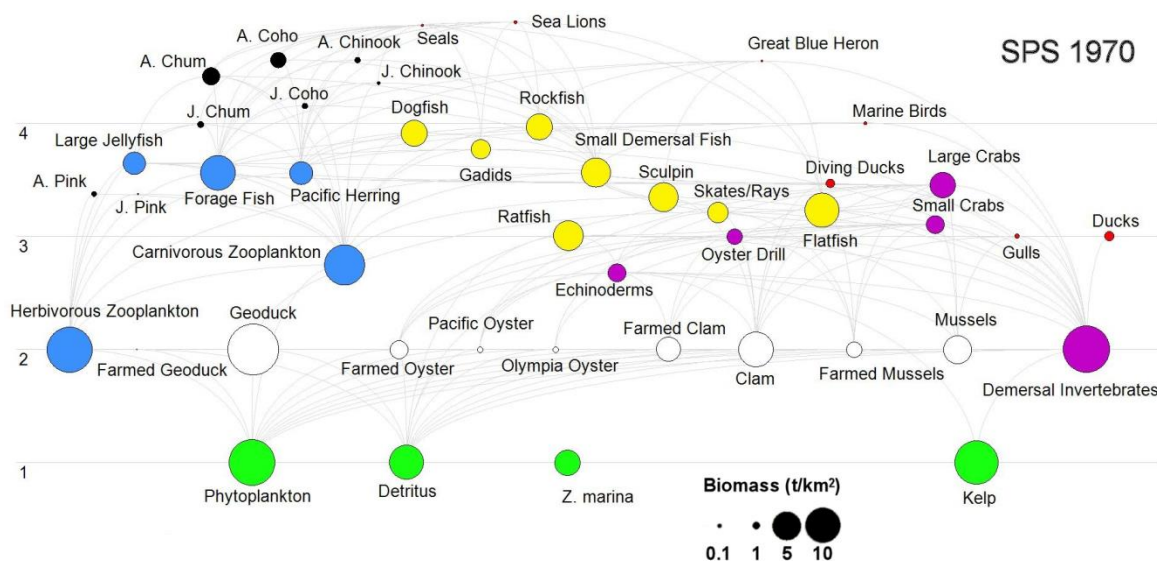 Sea Lions
Seals
A. Coho
A. Chinook
Great Blue Heron
SPS 1970
A. Chum
J. Chinook
J. Coho
J. Chum
Dogfish
Rockfish
Marine Birds
4
Large Jellyfish
Small Demersal Fish
Gadids
Sculpin
Diving Ducks
Large Crabs
A. Pink
J. Pink
Forage Fish
Pacific Herring
Skates/Rays
Small Crabs
Ratfish
Ducks
3
Carnivorous Zooplankton
Oyster Drill
Flatfish
Gulls
Echinoderms
Herbivorous Zooplankton
Geoduck
Pacific Oyster
Farmed Clam
Mussels
2
Farmed Geoduck
Farmed Oyster
Olympia Oyster
Clam
Farmed Mussels
Demersal Invertebrates
1
Phytoplankton
Detritus
Z. marina
Kelp
Biomass (t/km²)
0.1 1 5 10